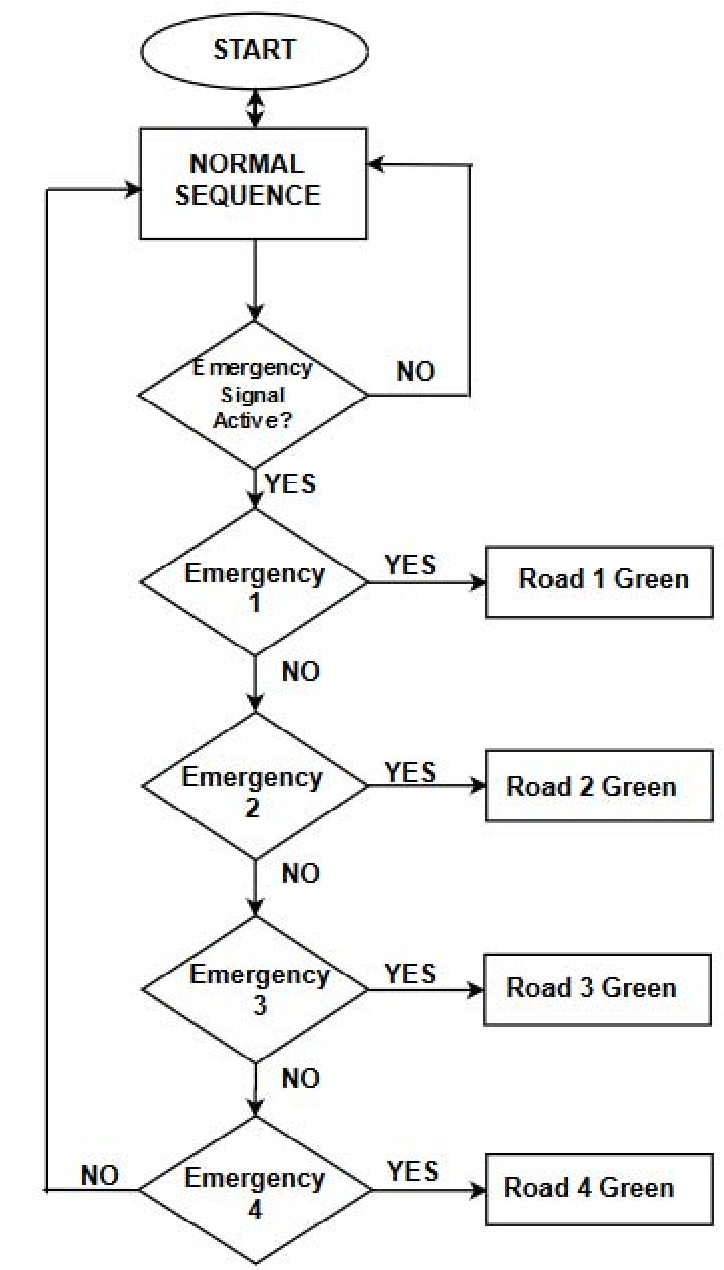 START
NORMAL
SEQUENCE
Emergency
Signal
Active?
NO
YES
Emergency
1
YES
Road 1 Green
NO
Emergency
2
YES
Road 2 Green
NO
Emergency
3
YES
Road 3 Green
NO
Emergency
4
NO
YES
Road 4 Green